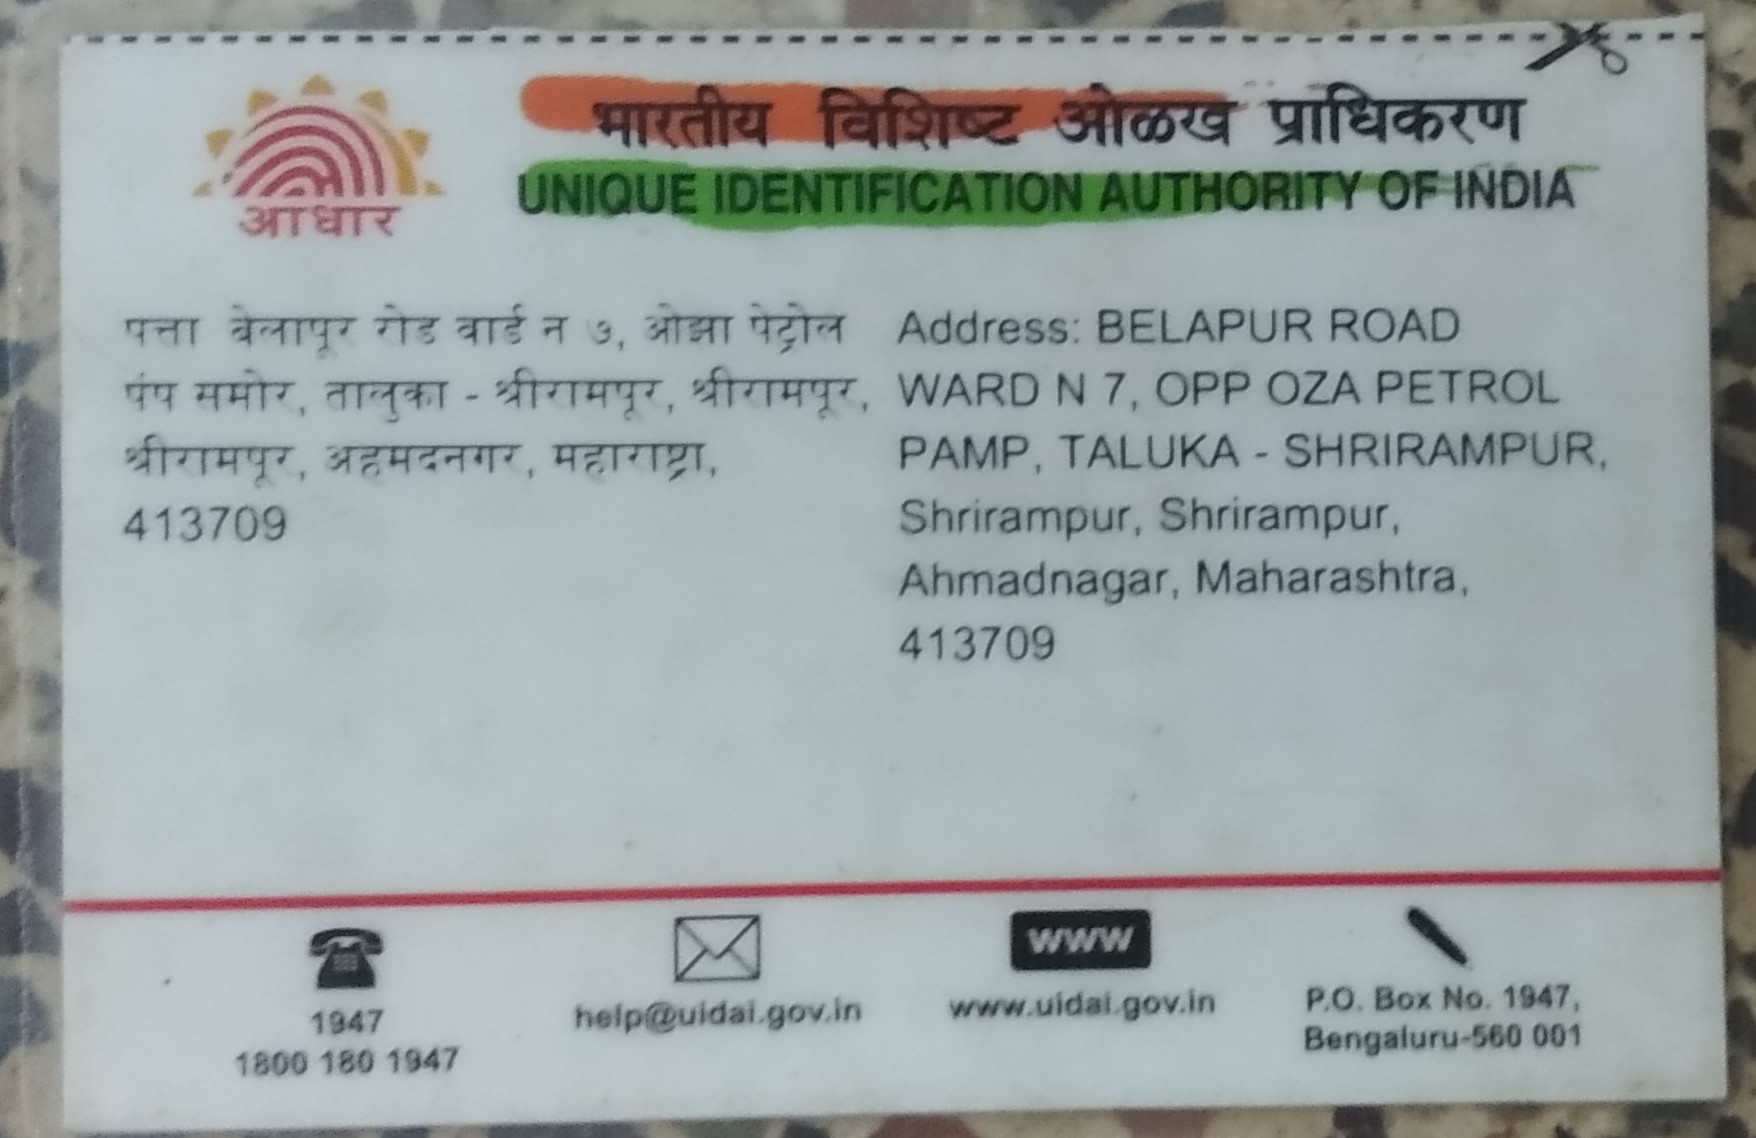 आधार
भारतीय विशिष्ट ओळख प्राधिकरण
UNIQUE IDENTIFICATION AUTHORITY OF INDIA
पत्ता बेलापूर रोड वार्ड न ७, ओझा पेट्रोल
पंप समोर, तालुका - श्रीरामपूर, श्रीरामपूर,
श्रीरामपूर, अहमदनगर, महाराष्ट्रा,
413709
Address: BELAPUR ROAD
WARD N 7, OPP OZA PETROL
PAMP, TALUKA - SHRIRAMPUR,
Shrirampur, Shrirampur,
Ahmadnagar, Maharashtra,
413709
1947
1800 180 1947
help@uidai.gov.in
www
www.uidai.gov.in
P.O. Box No. 1947,
Bengaluru-560 001